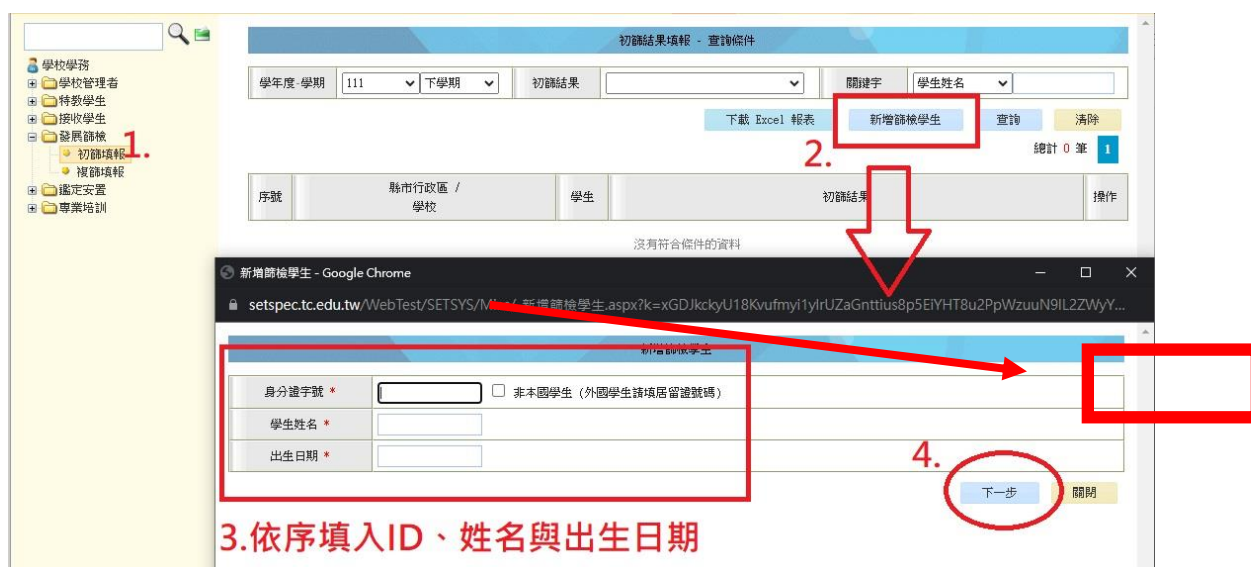 初篩結果填報 - 查詢條件
學校學務
學校管理者
特教學生
接收學生
發展篩檢
初篩填報
複篩填報
鑑定安置
專業培訓
1.
學年度-學期 111 下學期 初篩結果 關鍵字 學生姓名
下載 Excel 報表 新增篩檢學生 查詢 清除
2.
總計 0 筆 1
序號 縣市行政區 / 學生 初篩結果 操作
學校
沒有符合條件的資料
新增篩檢學生 - Google Chrome
setspec.tc.edu.tw/WebTest/SETSYS/
新增篩檢學生
身分證字號 * 非本國學生 (外國學生請填居留證號碼)
學生姓名 *
出生日期 *
4.
下一步 關閉
3.依序填入ID、姓名與出生日期